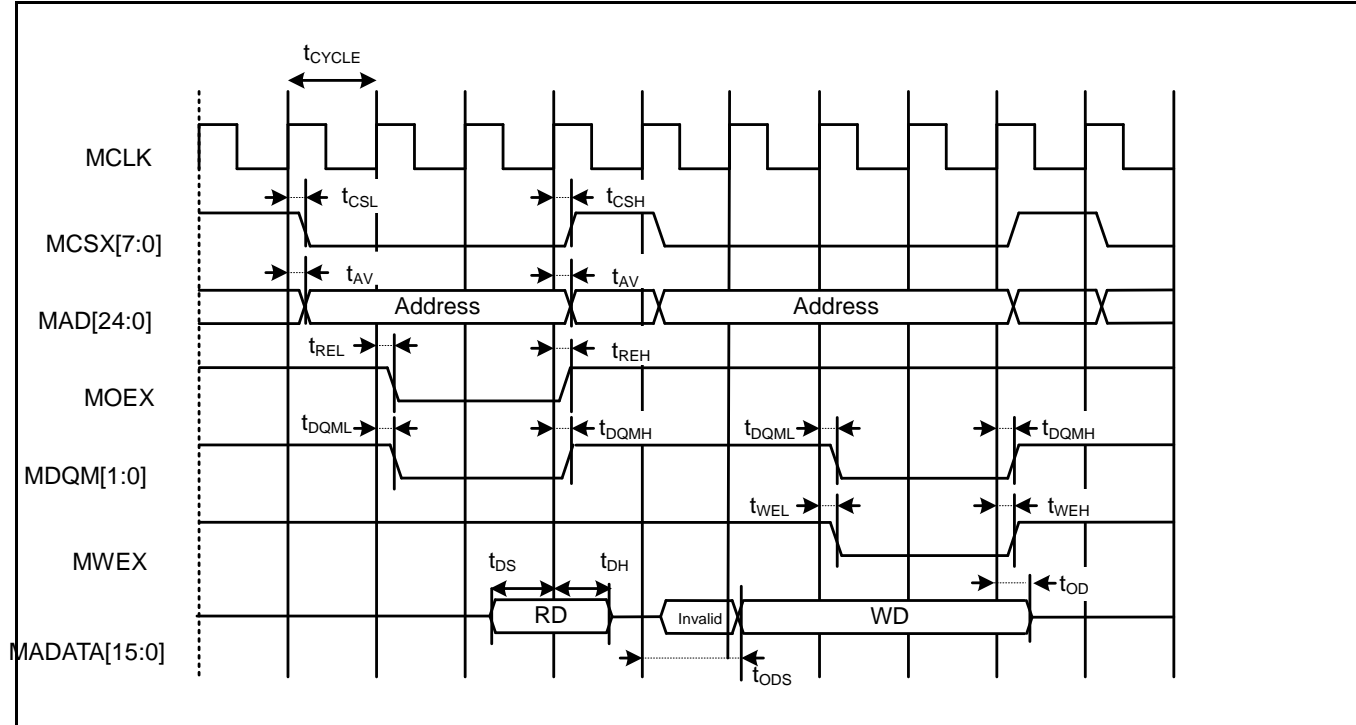 tCYCLE
MCLK
tCSL
tCSH
MCSX[7:0]
tAV
tAV
Address
Address
MAD[24:0]
tREL
tREH
MOEX
tDQML
tDQMH
tDQML
tDQMH
MDQM[1:0]
tWEL
tWEH
MWEX
tDS
tDH
tOD
RD
Invalid
WD
MADATA[15:0]
tODS